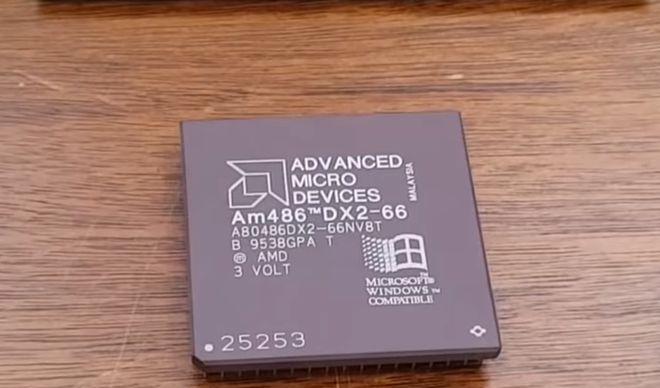 ADVANCED
MICRO
DEVICES
MALAYSIA
Am486™DX2-66
A80486DX2-66NV8T
B 9538GPA T
Ⓜ AMD
3 VOLT
MICROSOFT®
WINDOWS™
COMPATIBLE
25253